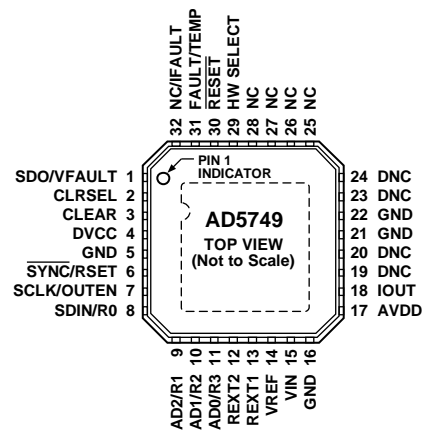 32 NC/IFAULT
31 FAULT/TEMP
30 RESET
29 HW SELECT
28 NC
27 NC
26 NC
25 NC
SDO/VFAULT 1
CLRSEL 2
CLEAR 3
DVCC 4
GND 5
SYNC/RSET 6
SCLK/OUTEN 7
SDIN/R0 8
PIN 1
INDICATOR
AD5749
TOP VIEW
(Not to Scale)
24 DNC
23 DNC
22 GND
21 GND
20 DNC
19 DNC
18 IOUT
17 AVDD
AD2/R1 9
AD1/R2 10
AD0/R3 11
REXT2 12
REXT1 13
VREF 14
VIN 15
GND 16